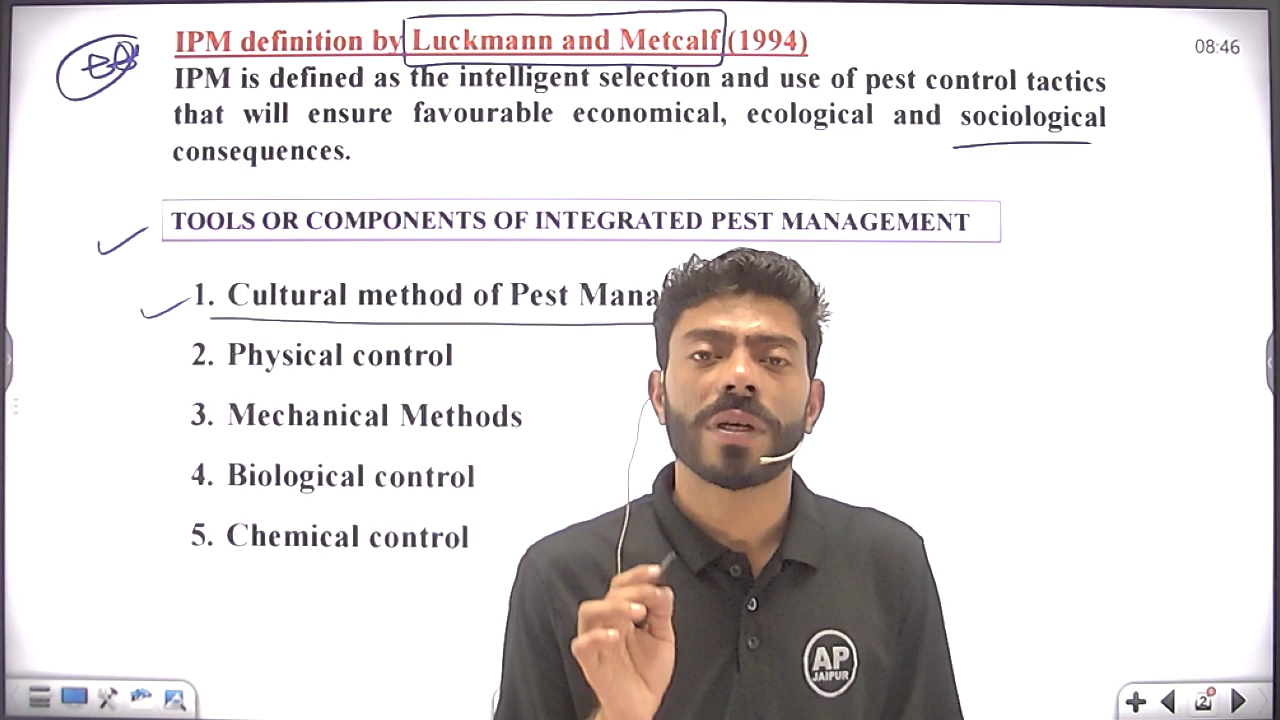 IPM definition by Luckmann and Metcalf (1994)
08:46
IPM is defined as the intelligent selection and use of pest control tactics
that will ensure favourable economical, ecological and sociological
consequences.
TOOLS OR COMPONENTS OF INTEGRATED PEST MANAGEMENT
1. Cultural method of Pest Mana
2. Physical control
3. Mechanical Methods
4. Biological control
5. Chemical control
AP
JAIPUR
2